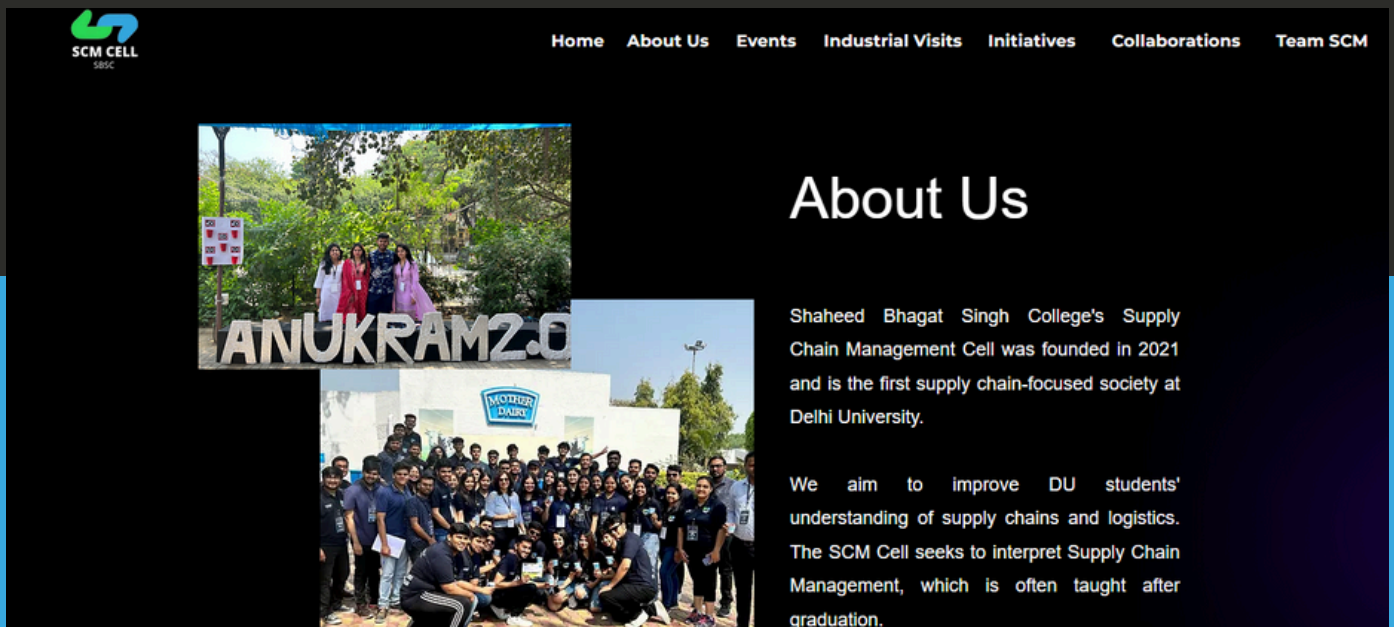 SCM CELL
SBSC
Home About Us Events Industrial Visits Initiatives Collaborations Team SCM
ANUKRAM2.0
MOTHER
DAIRY
About Us
Shaheed Bhagat Singh College's Supply
Chain Management Cell was founded in 2021
and is the first supply chain-focused society at
Delhi University.
We aim to improve DU students'
understanding of supply chains and logistics.
The SCM Cell seeks to interpret Supply Chain
Management, which is often taught after
graduation.